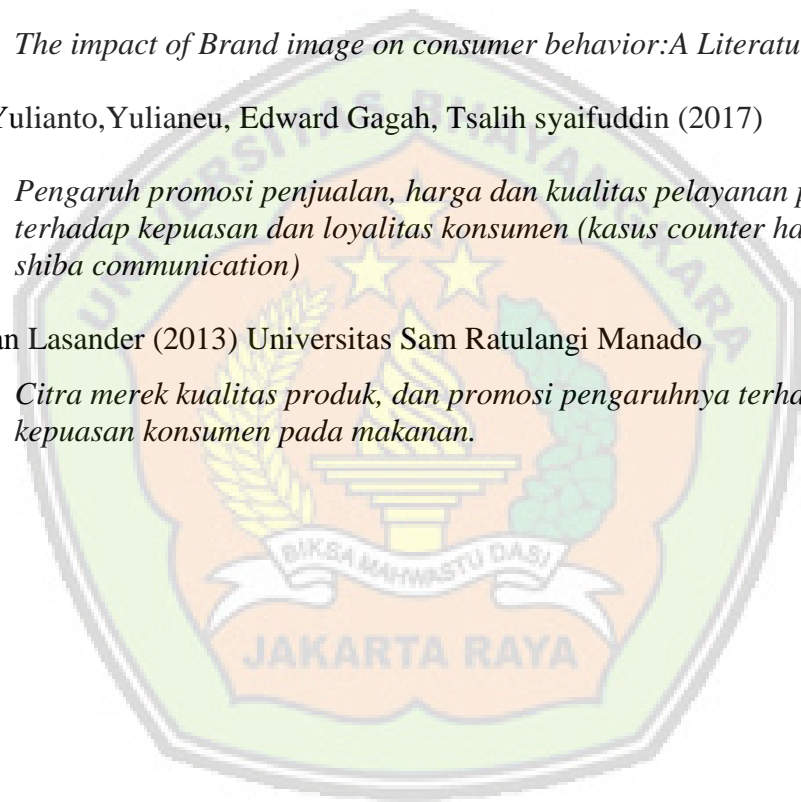 The impact of Brand image on consumer behavior:A Literatu
Yulianto,Yulianeu, Edward Gagah, Tsalih syaifuddin (2017)
Pengaruh promosi penjualan, harga dan kualitas pelayanan p
terhadap kepuasan dan loyalitas konsumen (kasus counter ha
shiba communication)
an Lasander (2013) Universitas Sam Ratulangi Manado
Citra merek kualitas produk, dan promosi pengaruhnya terha
kepuasan konsumen pada makanan.
UNIVERSITAS BHAYANGKARA
BIKSA MAHWASTU DASI
JAKARTA RAYA